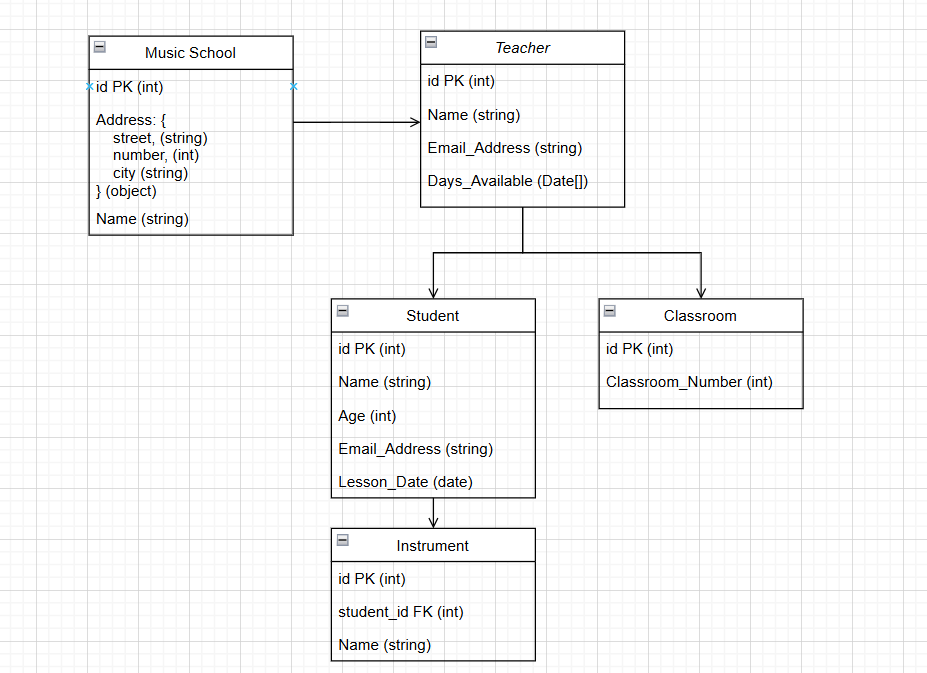 Music School
id PK (int)
Address: {
street, (string)
number, (int)
city (string)
} (object)
Name (string)
Teacher
id PK (int)
Name (string)
Email_Address (string)
Days_Available (Date[])
Student
id PK (int)
Name (string)
Age (int)
Email_Address (string)
Lesson_Date (date)
Classroom
id PK (int)
Classroom_Number (int)
Instrument
id PK (int)
student_id FK (int)
Name (string)